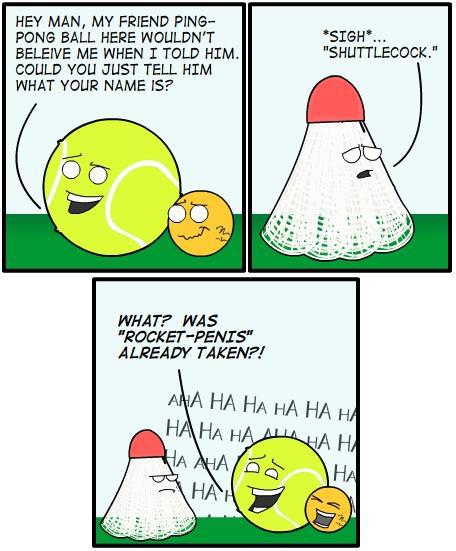 HEY MAN, MY FRIEND PING-
PONG BALL HERE WOULDN'T
BELEIVE ME WHEN I TOLD HIM.
COULD YOU JUST TELL HIM
WHAT YOUR NAME IS?
*SIGH*...
"SHUTTLECOCK."
WHAT? WAS
"ROCKET-PENIS"
ALREADY TAKEN?!
AHA HA HA HA HA HA
HA HA HA AHA HA HA
HA AHA HA
HA H